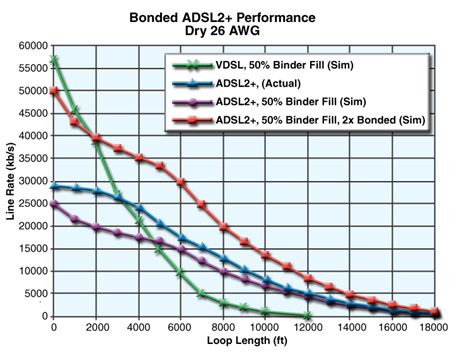 Bonded ADSL2+ Performance
Dry 26 AWG
VDSL, 50% Binder Fill (Sim)
ADSL2+, (Actual)
ADSL2+, 50% Binder Fill (Sim)
ADSL2+, 50% Binder Fill, 2x Bonded (Sim)
Line Rate (kb/s)
60000
55000
50000
45000
40000
35000
30000
25000
20000
15000
10000
5000
0
0 2000 4000 6000 8000 10000 12000 14000 16000 18000
Loop Length (ft)